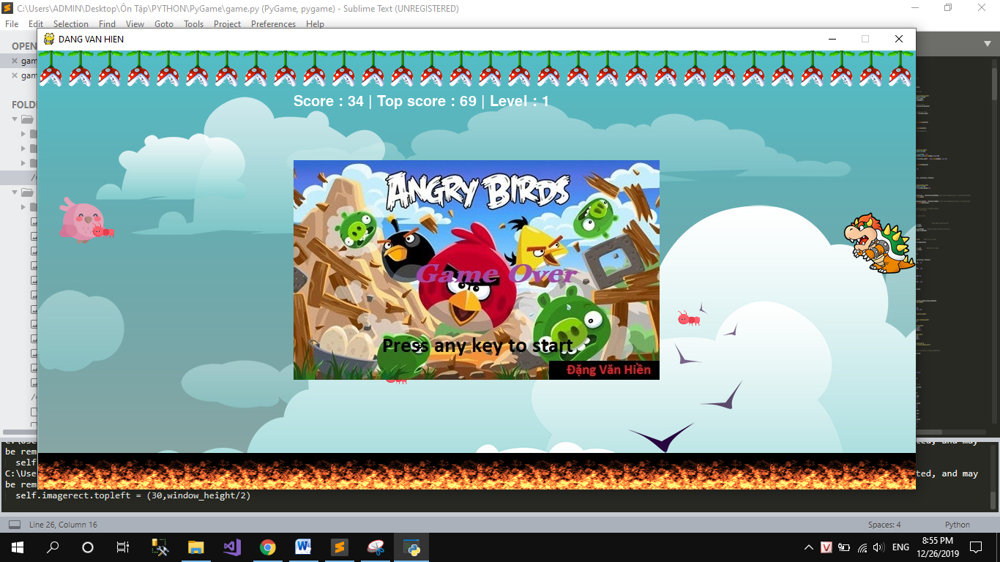 C:\Users\ADMIN\Desktop\Ôn Tập\PYTHON\PyGame\game.py (PyGame, pygame) - Sublime Text (UNREGISTERED)
File Edit Selection Find View Goto Tools Project Preferences Help
DANG VAN HIEN
OPEN
gam
gam
FOLD
Score : 34 | Top score : 69 | Level : 1
ANGRY BIRDS
Game Over
Press any key to start
Đặng Văn Hiền
ted, and may
be rem
self
C:\Use ted, and may
be rem
self.imagerect.topleft = (30,window_height/2)
Line 26, Column 16 Spaces: 4 Python
ENG 8:55 PM
12/26/2019